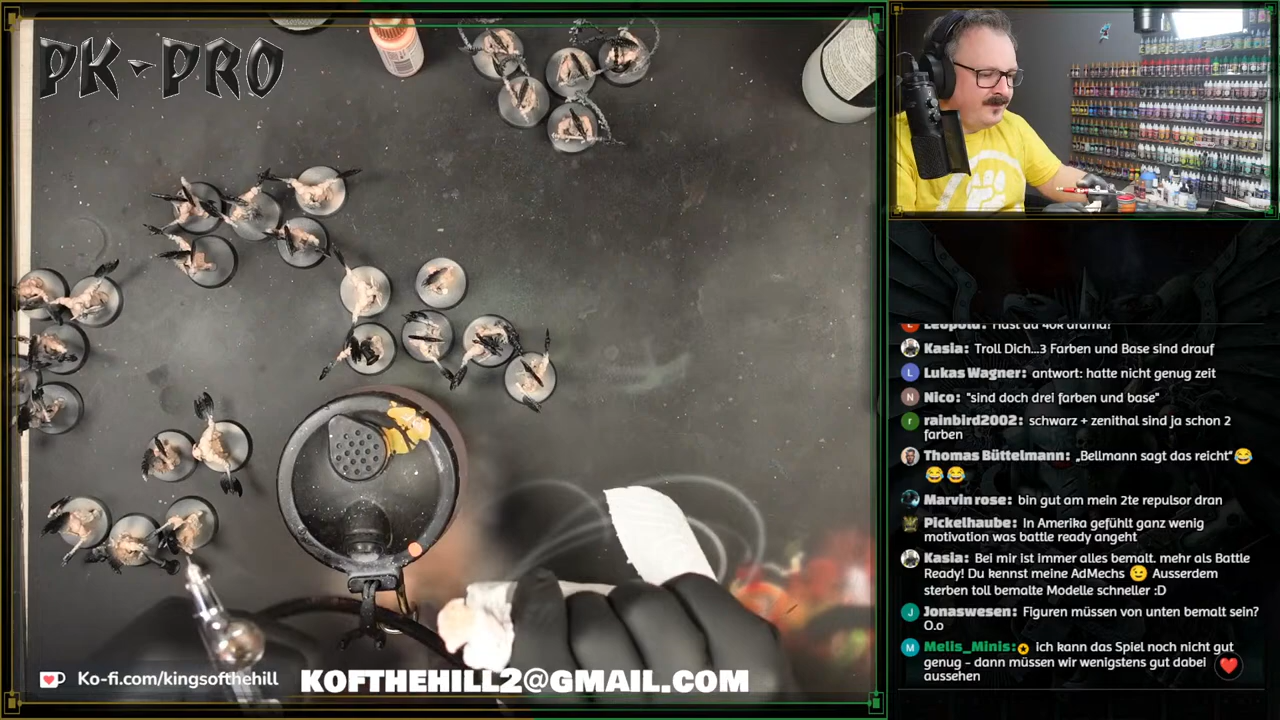 PK-PRO
Leopold: Hast du 40k drama!
Kasia: Troll Dich...3 Farben und Base sind drauf
L Lukas Wagner: antwort: hatte nicht genug zeit
N Nico: "sind doch drei farben und base"
r rainbird2002: schwarz + zenithal sind ja schon 2
farben
Thomas Büttelmann: „Bellmann sagt das reicht“😂
😂😂
Marvin rose: bin gut am mein 2te repulsor dran
Pickelhaube: In Amerika gefühlt ganz wenig
motivation was battle ready angeht
Kasia: Bei mir ist immer alles bemalt. mehr als Battle
Ready! Du kennst meine AdMechs 😉 Ausserdem
sterben toll bemalte Modelle schneller :D
J Jonaswesen: Figuren müssen von unten bemalt sein?
O.o
M Melis_Minis: ich kann das Spiel noch nicht gut
genug - dann müssen wir wenigstens gut dabei
aussehen
Ko-fi.com/kingsofthehill
KOFTHEHILL2@GMAIL.COM